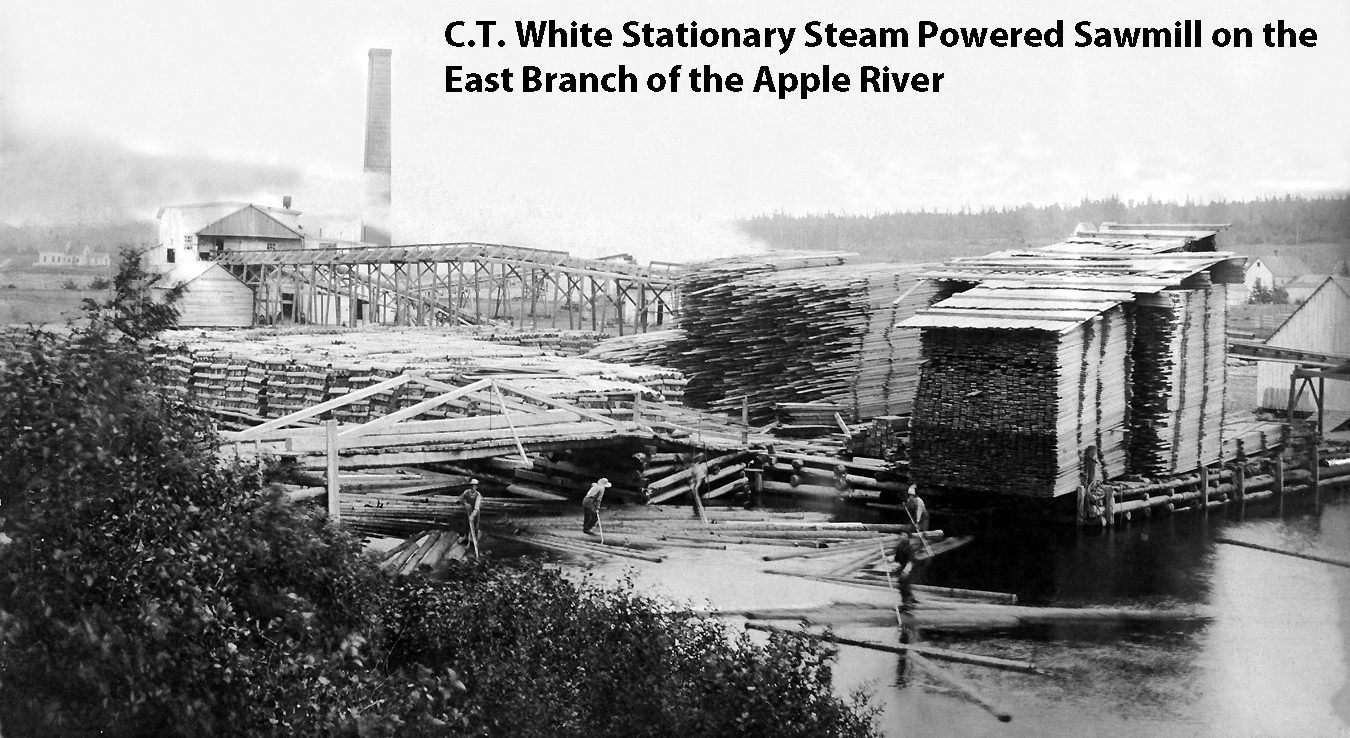 C.T. White Stationary Steam Powered Sawmill on the
East Branch of the Apple River